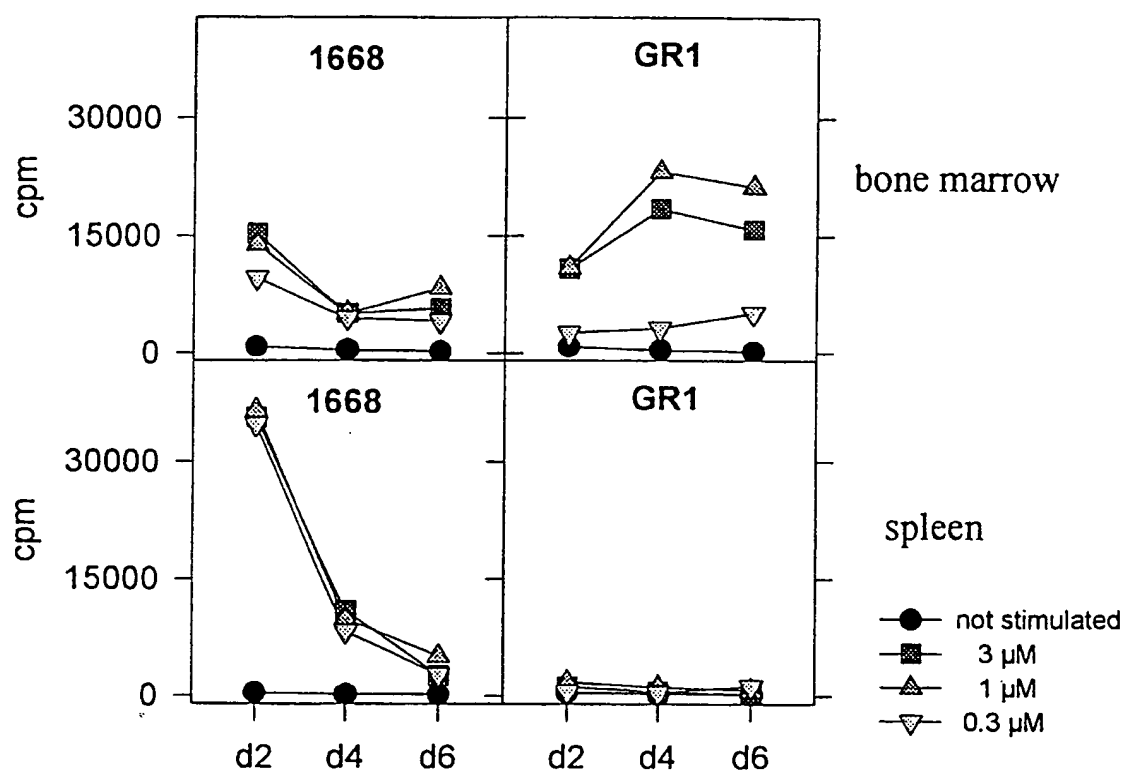 1668
GR1
30000
15000
0
cpm
bone marrow
1668
GR1
30000
15000
0
cpm
spleen
not stimulated
3 µM
1 µM
0.3 µM
d2 d4 d6 d2 d4 d6